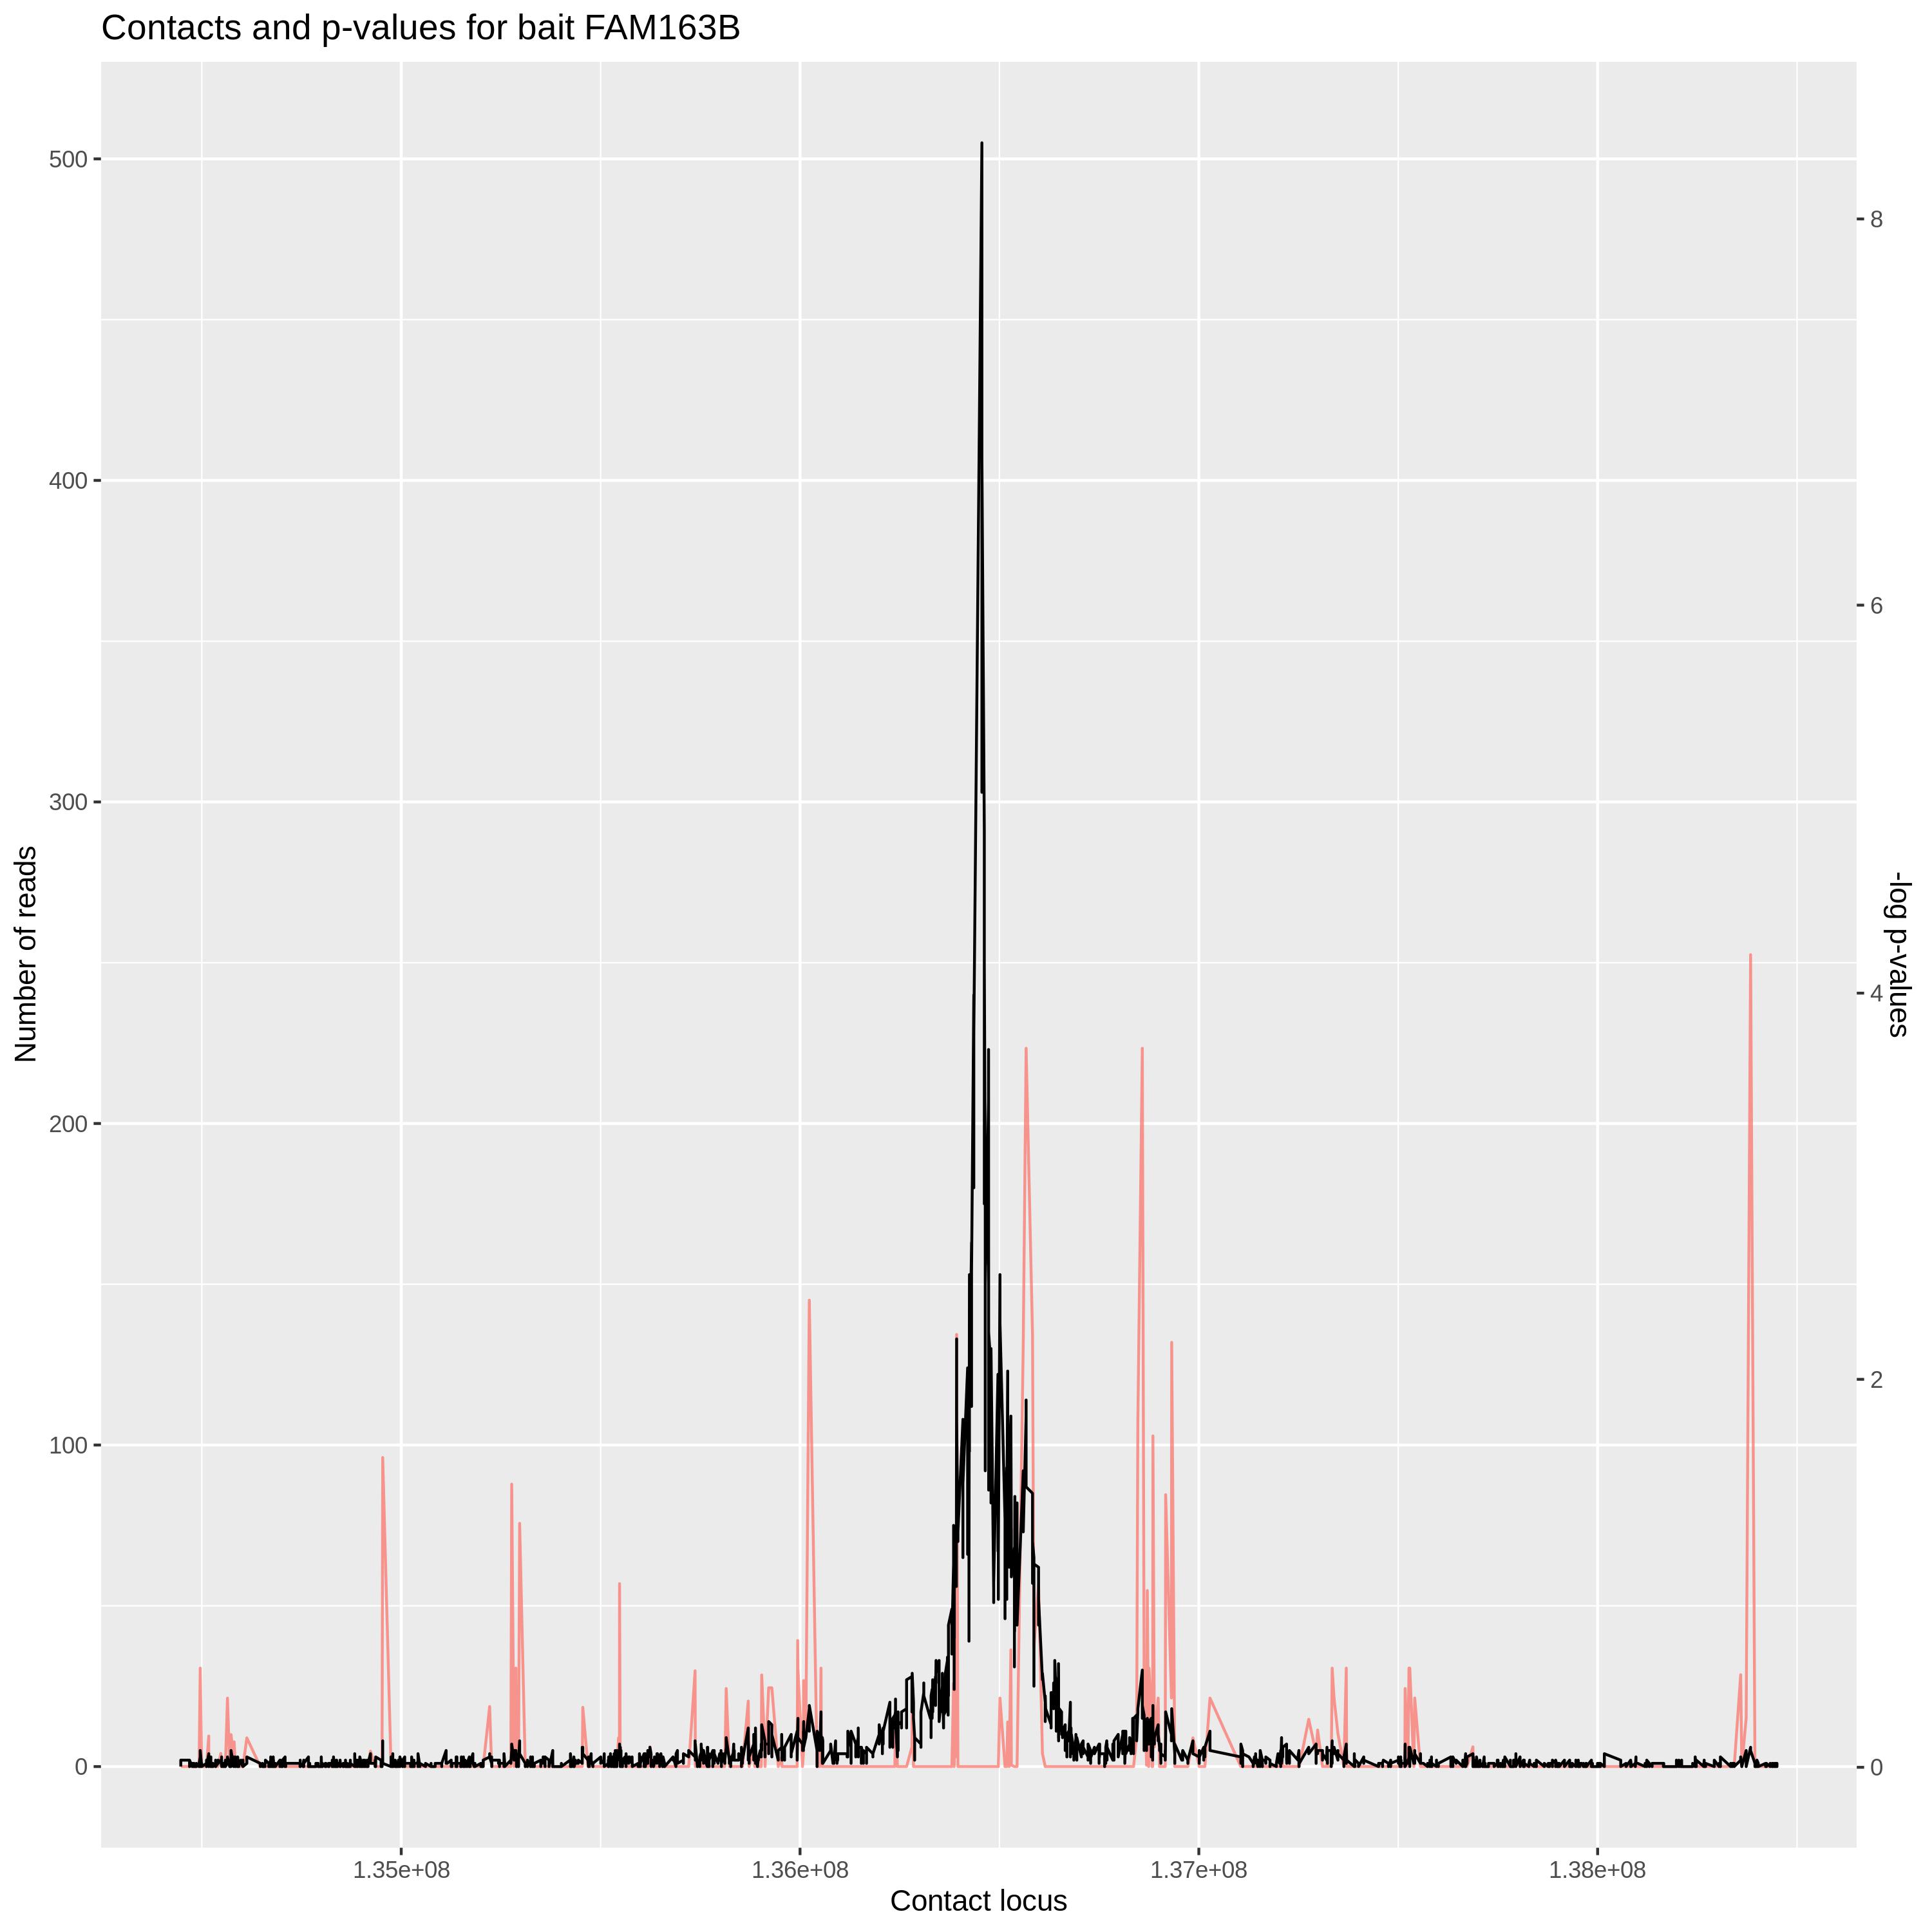 Contacts and p-values for bait FAM163B
500
400
300
200
100
0
Number of reads
8
6
4
2
0
-log p-values
1.35e+08
1.36e+08
1.37e+08
1.38e+08
Contact locus